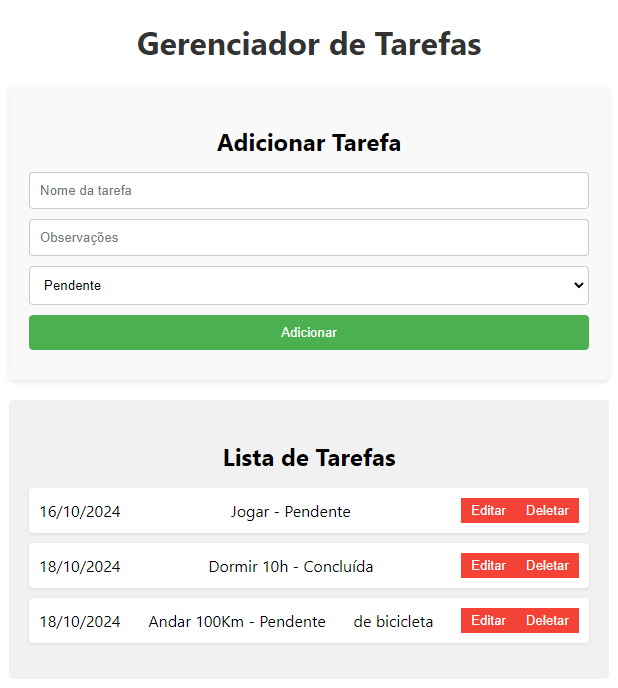 Gerenciador de Tarefas
Adicionar Tarefa
Nome da tarefa
Observações
Pendente
Adicionar
Lista de Tarefas
16/10/2024 Jogar - Pendente Editar Deletar
18/10/2024 Dormir 10h - Concluída Editar Deletar
18/10/2024 Andar 100Km - Pendente de bicicleta Editar Deletar